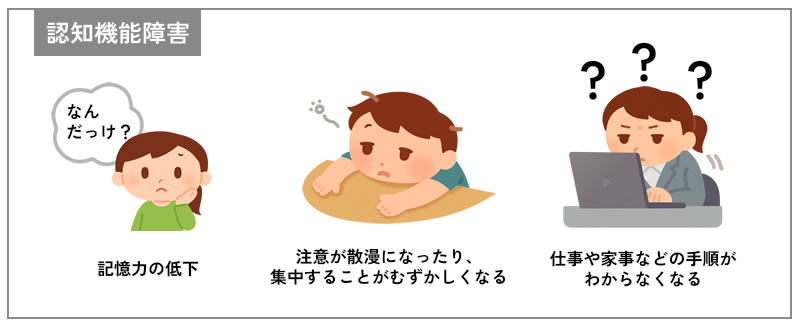 認知機能障害
なん
だっけ？
記憶力の低下
注意が散漫になったり、
集中することがむずかしくなる
? ? ?
仕事や家事などの手順が
わからなくなる